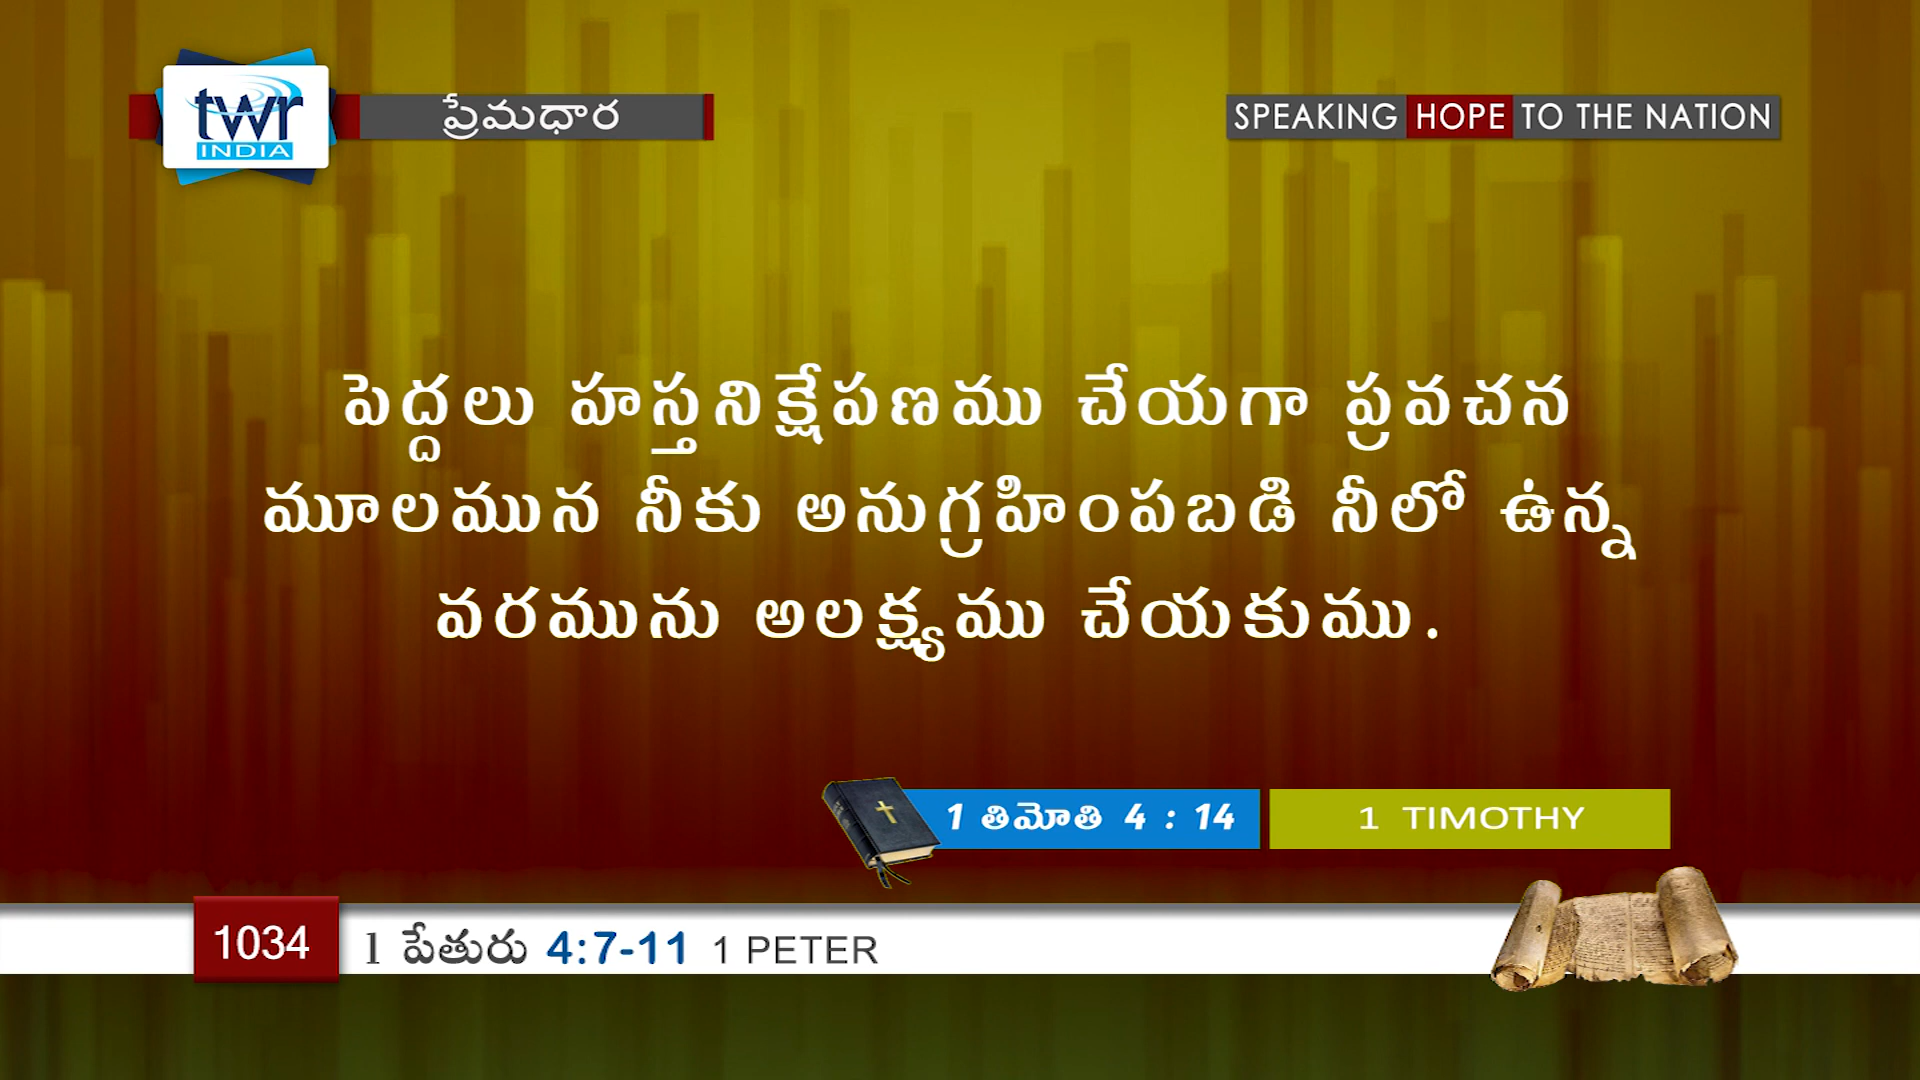 twr
INDIA
ప్రేమధార
SPEAKING HOPE TO THE NATION
పెద్దలు హస్తనిక్షేపణము చేయగా ప్రవచన
మూలమున నీకు అనుగ్రహింపబడి నీలో ఉన్న
వరమును అలక్ష్యము చేయకుము.
1 తిమోతి 4 : 14
1 TIMOTHY
1034
1 పేతురు 4:7-11 1 PETER